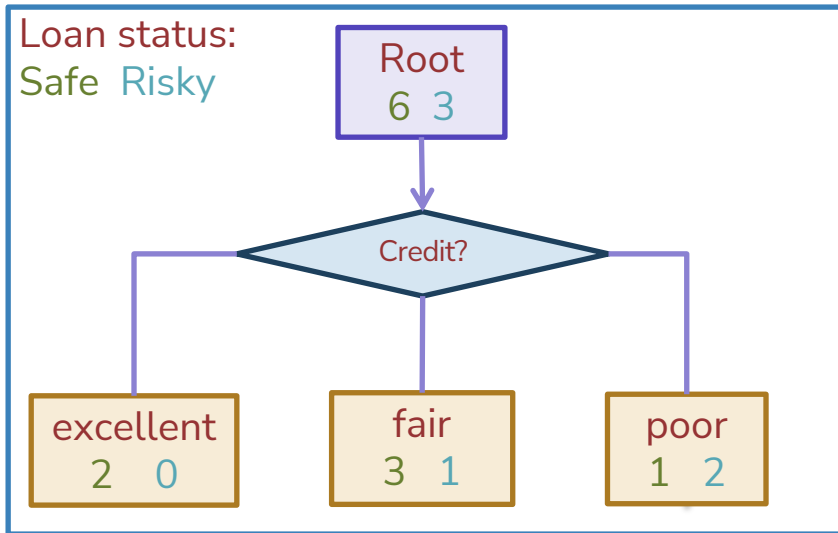 Loan status:
Safe Risky
Root
6 3
Credit?
excellent
2 0
fair
3 1
poor
1 2